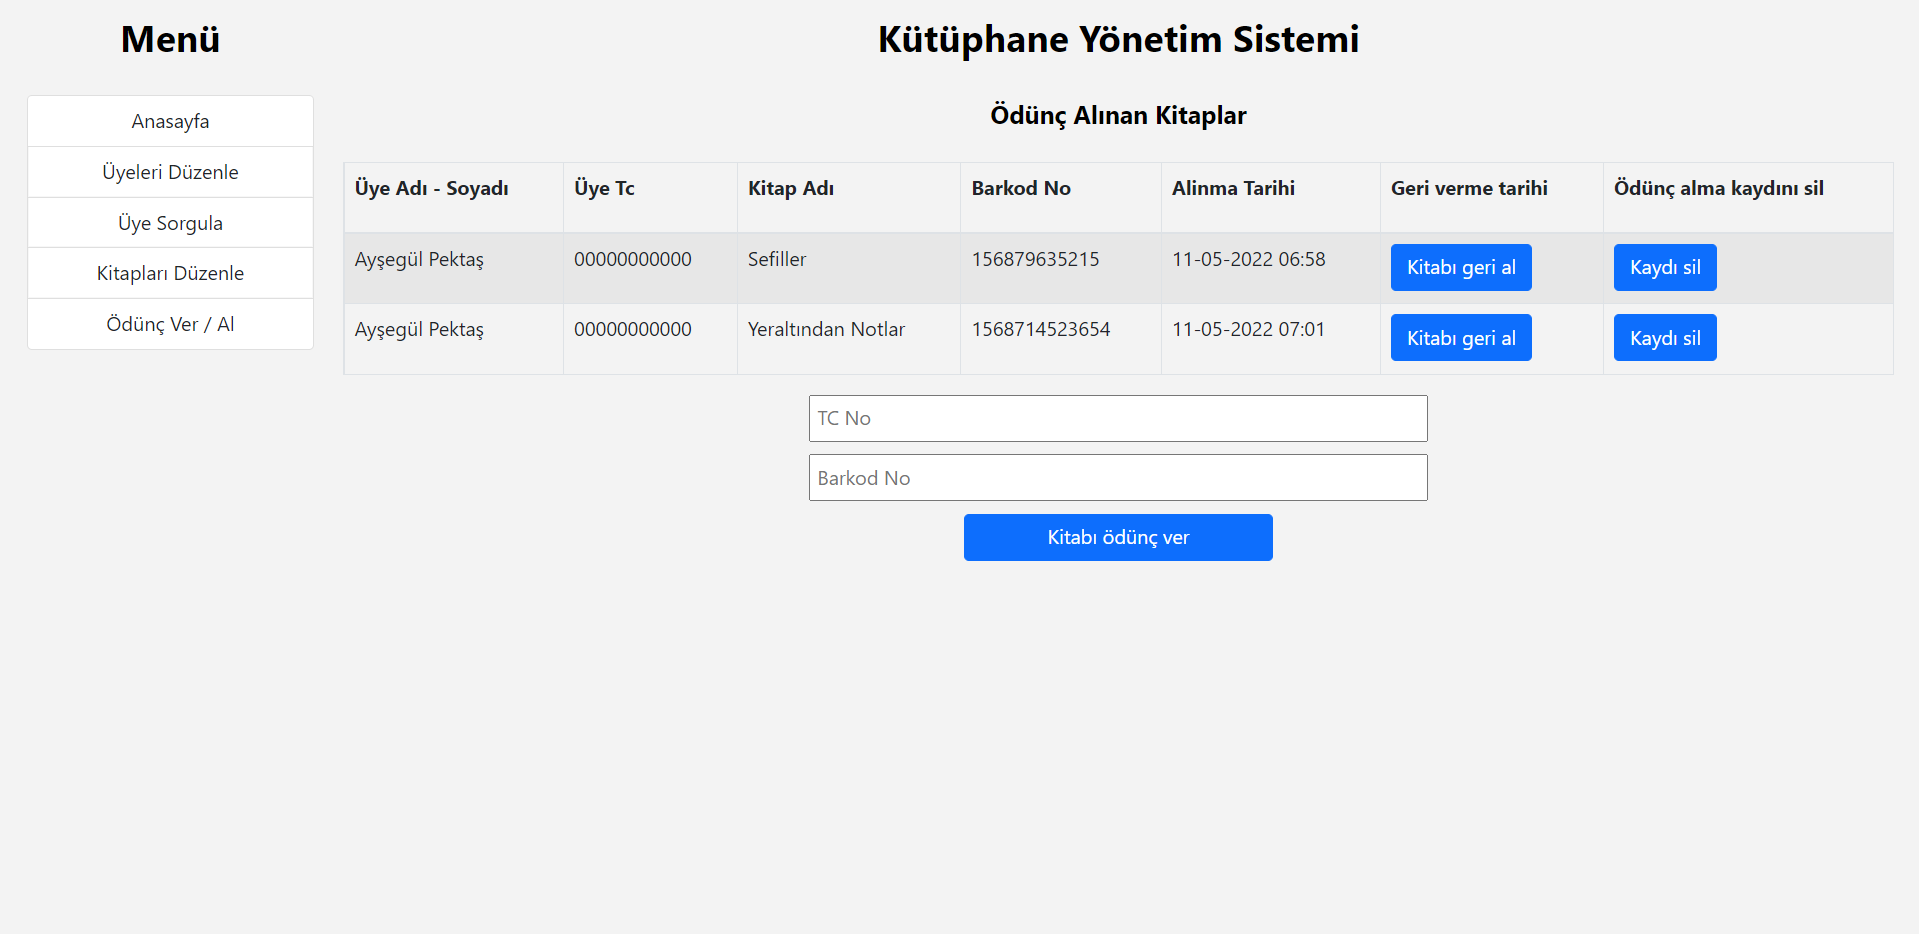 Menü
Anasayfa
Üyeleri Düzenle
Üye Sorgula
Kitapları Düzenle
Ödünç Ver / Al
Kütüphane Yönetim Sistemi
Ödünç Alınan Kitaplar
Üye Adı - Soyadı Üye Tc Kitap Adı Barkod No Alinma Tarihi Geri verme tarihi Ödünç alma kaydını sil
Ayşegül Pektaş 00000000000 Sefiller 156879635215 11-05-2022 06:58 Kitabı geri al Kaydı sil
Ayşegül Pektaş 00000000000 Yeraltından Notlar 1568714523654 11-05-2022 07:01 Kitabı geri al Kaydı sil
TC No
Barkod No
Kitabı ödünç ver